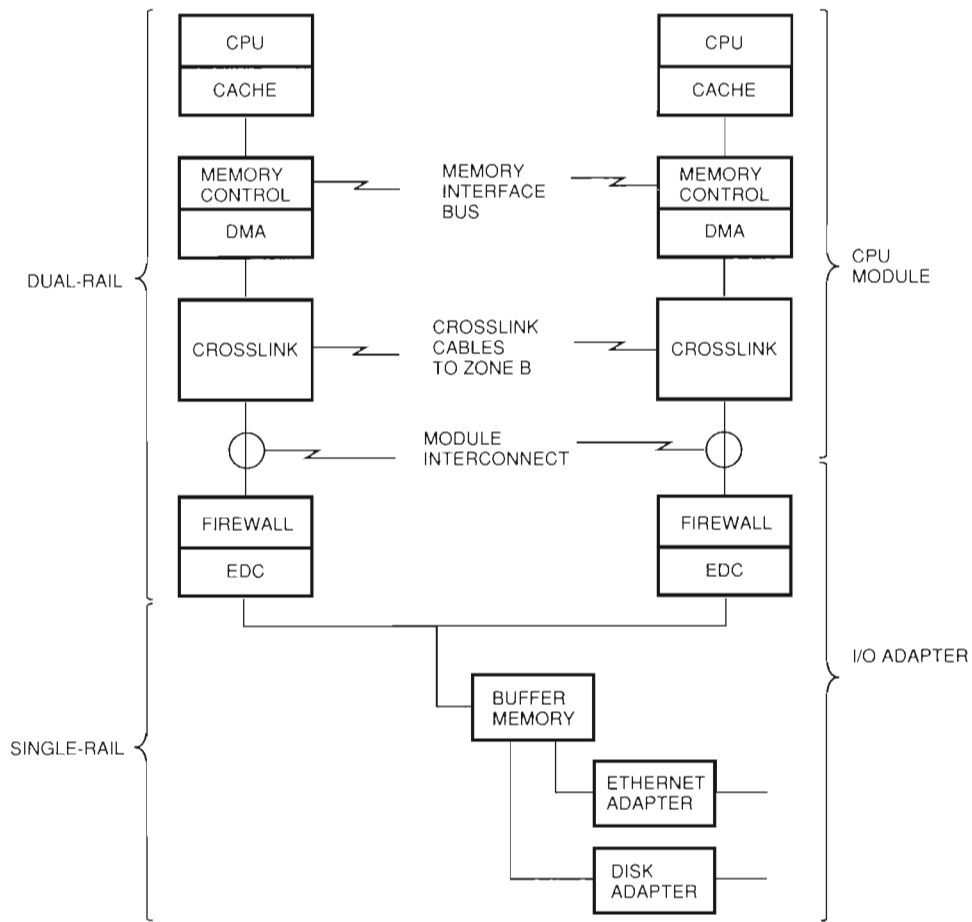 CPU
CACHE
MEMORY
CONTROL
DMA
CROSSLINK
FIREWALL
EDC
MEMORY
INTERFACE
BUS
CROSSLINK
CABLES
TO ZONE B
MODULE
INTERCONNECT
CPU
CACHE
MEMORY
CONTROL
DMA
CROSSLINK
FIREWALL
EDC
DUAL-RAIL
CPU
MODULE
SINGLE-RAIL
I/O ADAPTER
BUFFER
MEMORY
ETHERNET
ADAPTER
DISK
ADAPTER